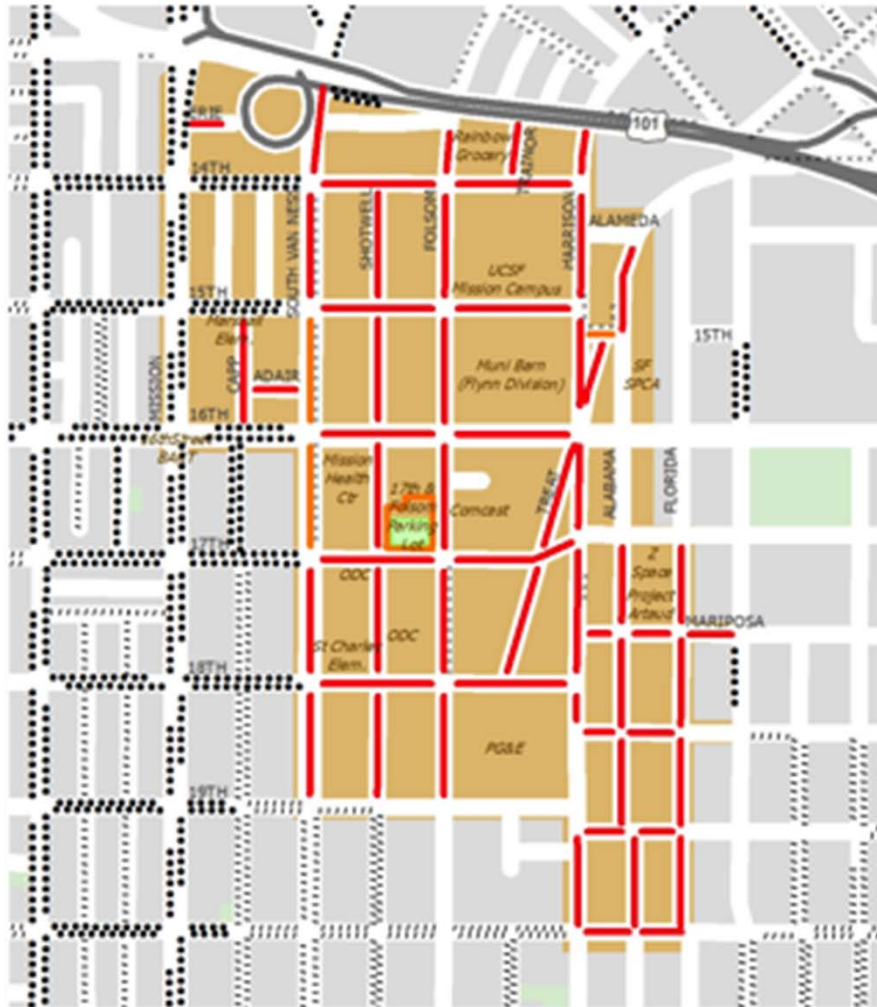 101
ERIE
Rainbow
Grocery
TRAINOR
14TH
SOUTH VAN NESS
SHOTWELL
FOLSOM
HARRISON
ALAMEDA
UCSF
Mission Campus
15TH
Marshall
Elem.
15TH
MISSION
CAPP
ADAIR
Muni Barn
(Flynn Division)
SF
SPCA
16TH
16th Street
BART
Mission
Health
Ctr
17th &
Folsom
Parking
Lot
Comcast
TREAT
ALABAMA
FLORIDA
17TH
ODC
Z
Space
Project
Artaud
MARIPOSA
ODC
St Charles
Elem.
18TH
PG&E
19TH